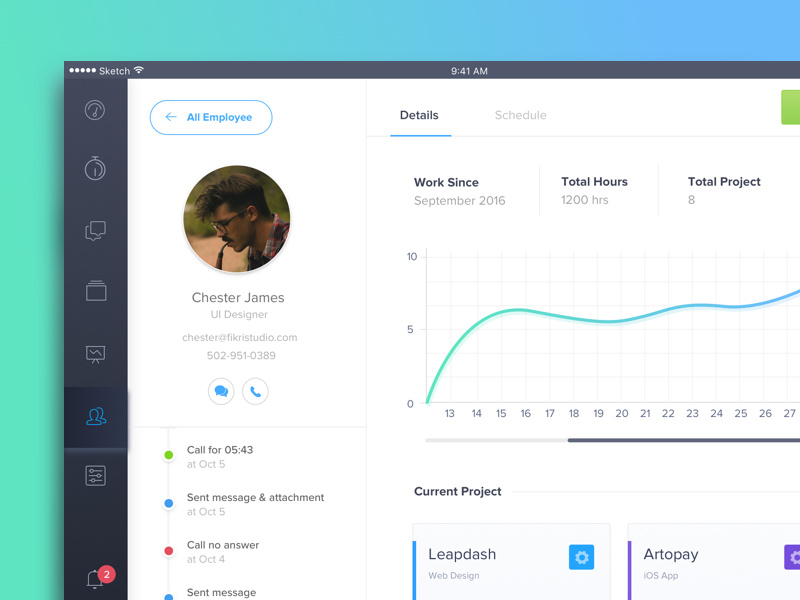 Sketch
9:41 AM
All Employee
Chester James
UI Designer
chester@fikristudio.com
502-951-0389
Call for 05:43
at Oct 5
Sent message & attachment
at Oct 5
Call no answer
at Oct 4
Sent message
2
Details
Schedule
Work Since
September 2016
Total Hours
1200 hrs
Total Project
8
10
5
0
13 14 15 16 17 18 19 20 21 22 23 24 25 26 27
Current Project
Leapdash
Web Design
Artopay
iOS App